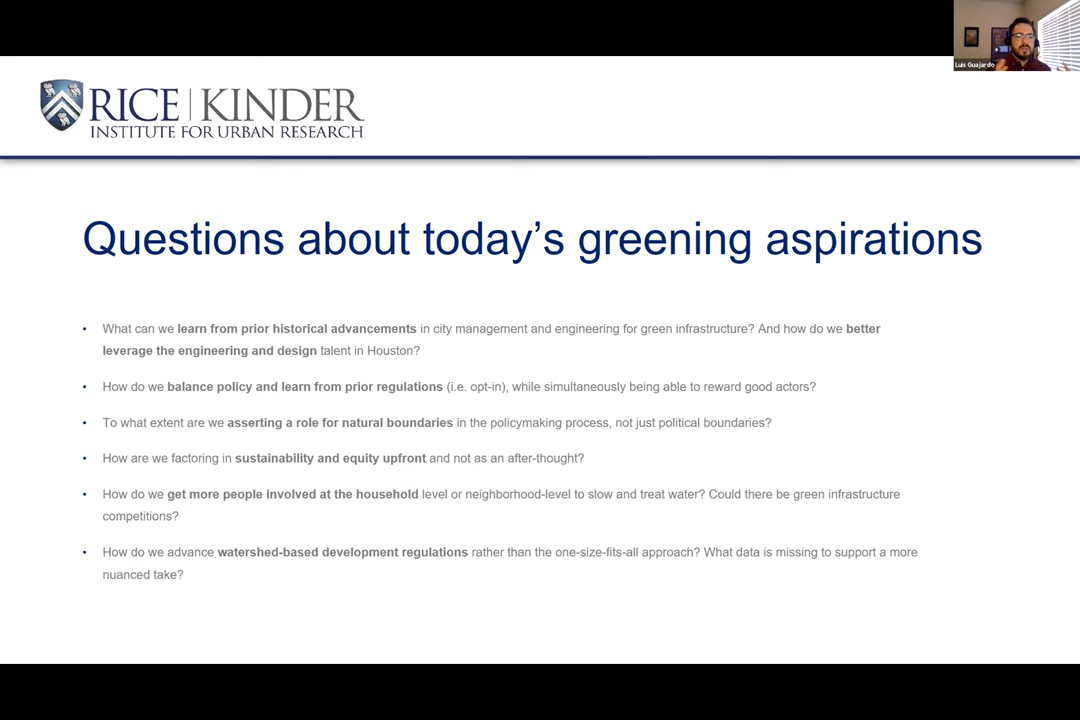 Luis Guajardo
RICE | KINDER
INSTITUTE FOR URBAN RESEARCH
Questions about today's greening aspirations
• What can we learn from prior historical advancements in city management and engineering for green infrastructure? And how do we better
leverage the engineering and design talent in Houston?
• How do we balance policy and learn from prior regulations (i.e. opt-in), while simultaneously being able to reward good actors?
• To what extent are we asserting a role for natural boundaries in the policymaking process, not just political boundaries?
• How are we factoring in sustainability and equity upfront and not as an after-thought?
• How do we get more people involved at the household level or neighborhood-level to slow and treat water? Could there be green infrastructure
competitions?
• How do we advance watershed-based development regulations rather than the one-size-fits-all approach? What data is missing to support a more
nuanced take?